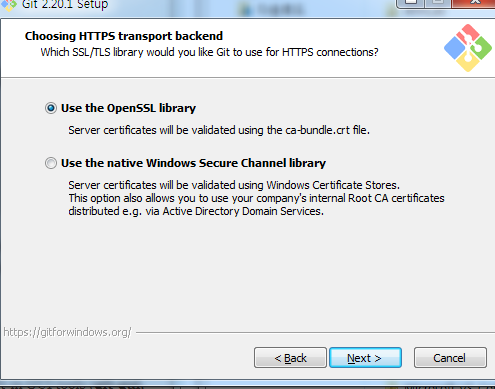 Git 2.20.1 Setup
Choosing HTTPS transport backend
Which SSL/TLS library would you like Git to use for HTTPS connections?
Use the OpenSSL library
Server certificates will be validated using the ca-bundle.crt file.
Use the native Windows Secure Channel library
Server certificates will be validated using Windows Certificate Stores.
This option also allows you to use your company's internal Root CA certificates
distributed e.g. via Active Directory Domain Services.
https://gitforwindows.org/
< Back
Next >
Cancel